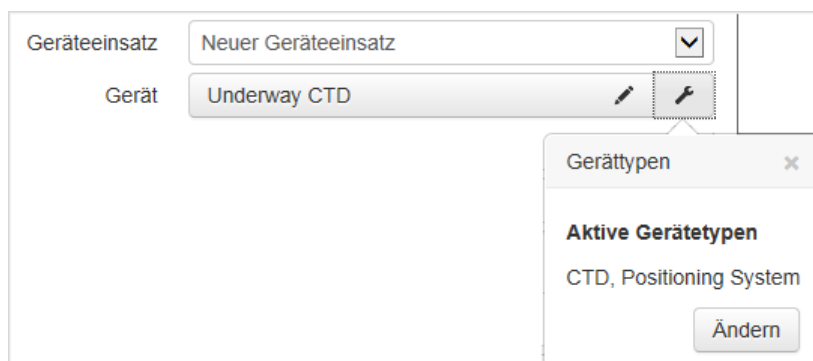 Geräteeinsatz Neuer Geräteeinsatz
Gerät Underway CTD
Gerättypen ×
Aktive Gerätetypen
CTD, Positioning System
Ändern